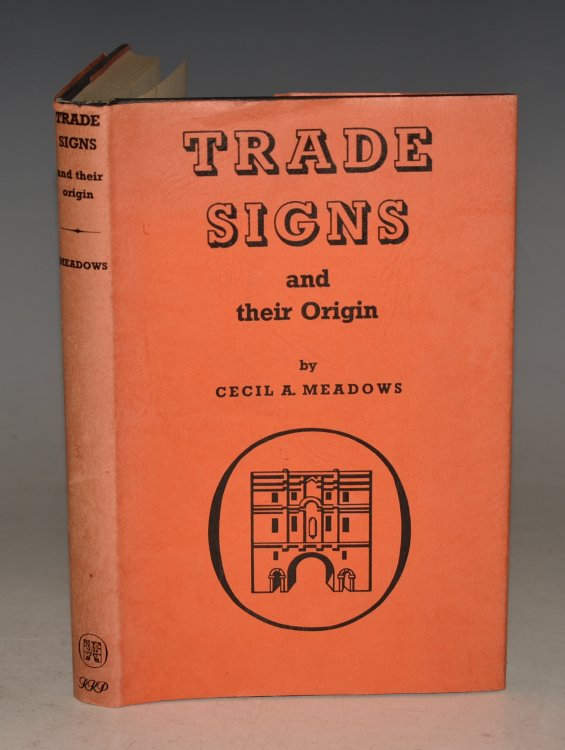 TRADE
SIGNS
and their
origin
MEADOWS
RKP
TRADE
SIGNS
and
their Origin
by
CECIL A. MEADOWS